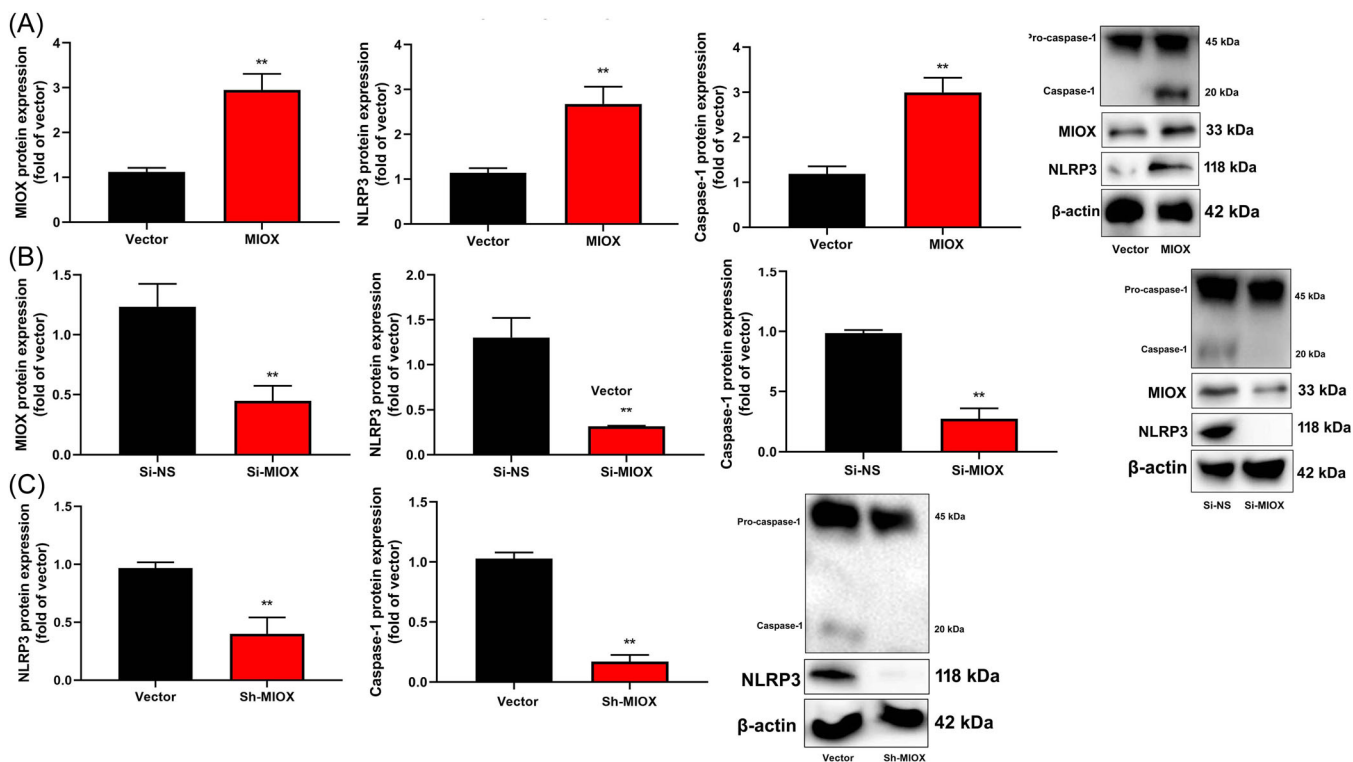 (A)
MIOX protein expression
(fold of vector)
4
3
2
1
0
**
Vector
MIOX
NLRP3 protein expression
(fold of vector)
4
3
2
1
0
**
Vector
MIOX
Caspase-1 protein expression
(fold of vector)
4
3
2
1
0
**
Vector
MIOX
Pro-caspase-1
45 kDa
Caspase-1
20 kDa
MIOX
33 kDa
NLRP3
118 kDa
β-actin
42 kDa
Vector MIOX
(B)
MIOX protein expression
(fold of vector)
1.5
1.0
0.5
0.0
**
Si-NS
Si-MIOX
NLRP3 protein expression
(fold of vector)
2.0
1.5
1.0
0.5
0.0
Vector
**
Si-NS
Si-MIOX
Caspase-1 protein expression
(fold of vector)
1.5
1.0
5
0.0
**
Si-NS
Si-MIOX
Pro-caspase-1
45 kDa
Caspase-1
20 kDa
MIOX
33 kDa
NLRP3
118 kDa
β-actin
42 kDa
Si-NS Si-MIOX
(C)
NLRP3 protein expression
(fold of vector)
1.5
1.0
0.5
0.0
**
Vector
Sh-MIOX
Caspase-1 protein expression
(fold of vector)
1.5
1.0
0.5
0.0
**
Vector
Sh-MIOX
Pro-caspase-1
45 kDa
Caspase-1
20 kDa
NLRP3
118 kDa
β-actin
42 kDa
Vector Sh-MIOX